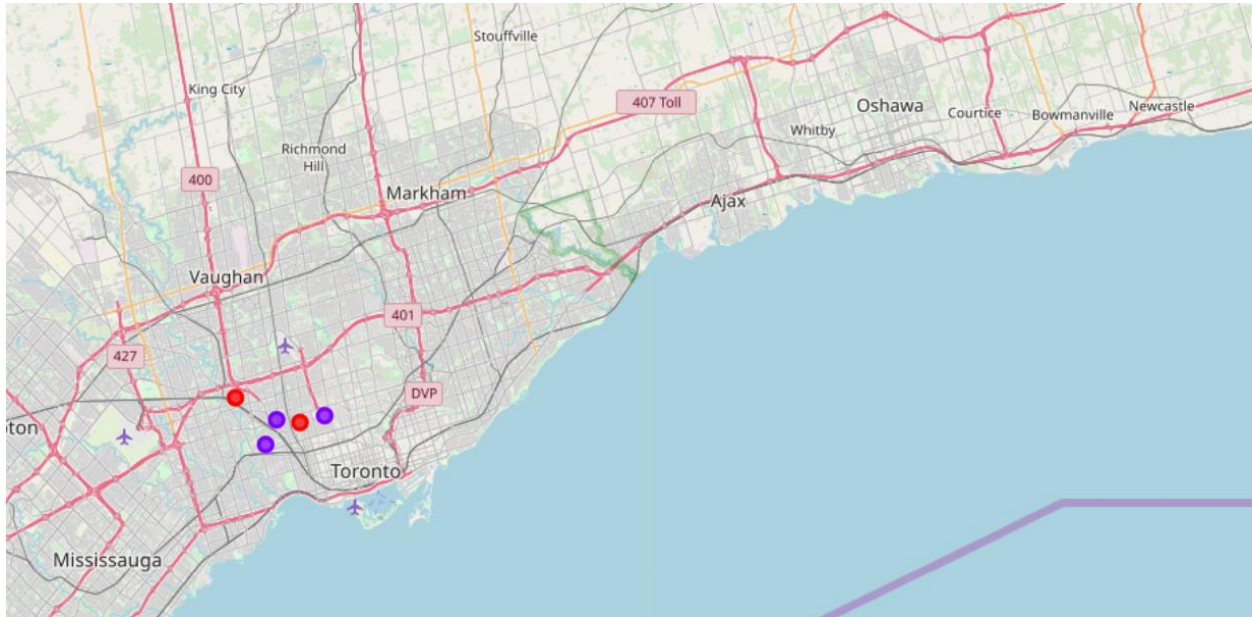 Stouffville
King City
407 Toll
Oshawa
Newcastle
Courtice
Bowmanville
Whitby
Richmond
Hill
400
Markham
Ajax
Vaughan
401
427
DVP
ton
Toronto
Mississauga